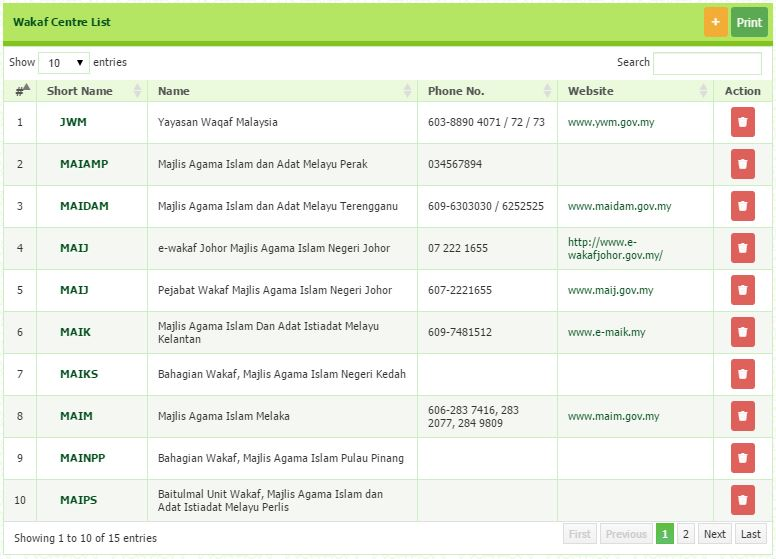 Wakaf Centre List
+ Print
Show 10 entries Search
# Short Name Name Phone No. Website Action
1 JWM Yayasan Waqaf Malaysia 603-8890 4071 / 72 / 73 www.ywm.gov.my
2 MAIAMP Majlis Agama Islam dan Adat Melayu Perak 034567894
3 MAIDAM Majlis Agama Islam dan Adat Melayu Terengganu 609-6303030 / 6252525 www.maidam.gov.my
4 MAIJ e-wakaf Johor Majlis Agama Islam Negeri Johor 07 222 1655 http://www.e-
wakafjohor.gov.my/
5 MAIJ Pejabat Wakaf Majlis Agama Islam Negeri Johor 607-2221655 www.maij.gov.my
6 MAIK Majlis Agama Islam Dan Adat Istiadat Melayu
Kelantan 609-7481512 www.e-maik.my
7 MAIKS Bahagian Wakaf, Majlis Agama Islam Negeri Kedah
8 MAIM Majlis Agama Islam Melaka 606-283 7416, 283
2077, 284 9809 www.maim.gov.my
9 MAINPP Bahagian Wakaf, Majlis Agama Islam Pulau Pinang
10 MAIPS Baitulmal Unit Wakaf, Majlis Agama Islam dan
Adat Istiadat Melayu Perlis
Showing 1 to 10 of 15 entries First Previous 1 2 Next Last